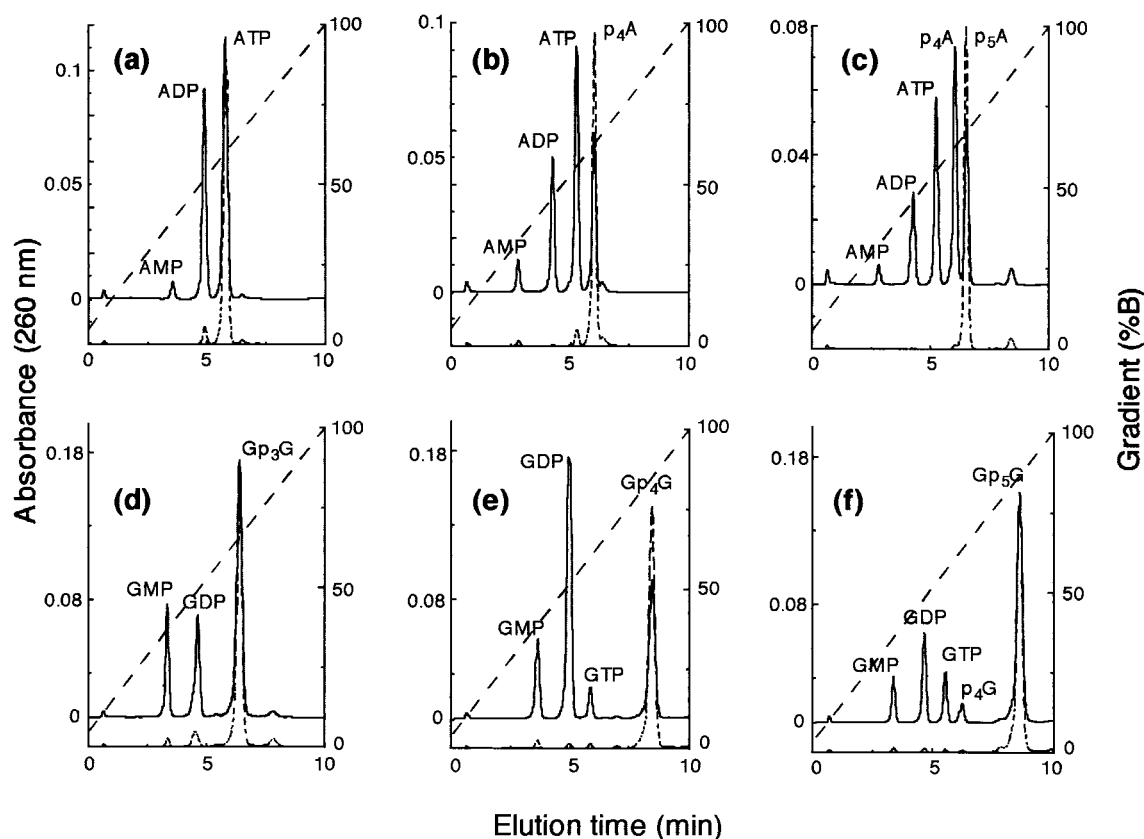 Absorbance (260 nm)
Gradient (%B)
Elution time (min)
(a)
0.1
0.05
0
100
50
0
0
5
10
AMP
ADP
ATP
(b)
0.1
0.05
0
100
50
0
0
5
10
AMP
ADP
ATP
p₄A
(c)
0.08
0.04
0
100
50
0
0
5
10
AMP
ADP
ATP
p₄A
p₅A
(d)
0.18
0.08
0
100
50
0
0
5
10
GMP
GDP
Gp₃G
(e)
0.18
0.08
0
100
50
0
0
5
10
GMP
GDP
GTP
Gp₄G
(f)
0.18
0.08
0
100
50
0
0
5
10
GMP
GDP
GTP
p₄G
Gp₅G